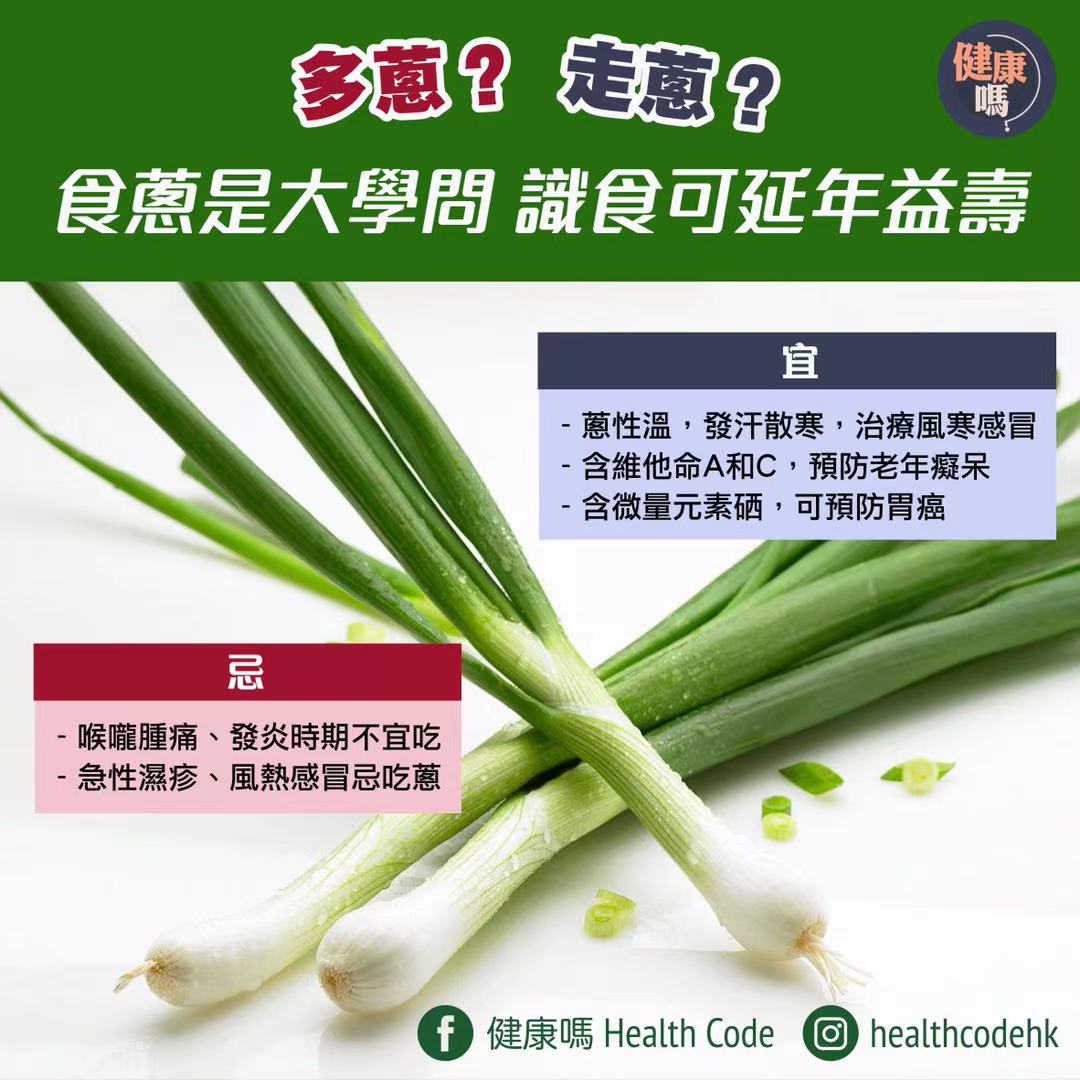 多蔥？ 走蔥？
健康
嗎
食蔥是大學問 識食可延年益壽
宜
- 蔥性溫，發汗散寒，治療風寒感冒
- 含維他命A和C，預防老年癡呆
- 含微量元素硒，可預防胃癌
忌
- 喉嚨腫痛、發炎時期不宜吃
- 急性濕疹、風熱感冒忌吃蔥
健康嗎 Health Code
healthcodehk